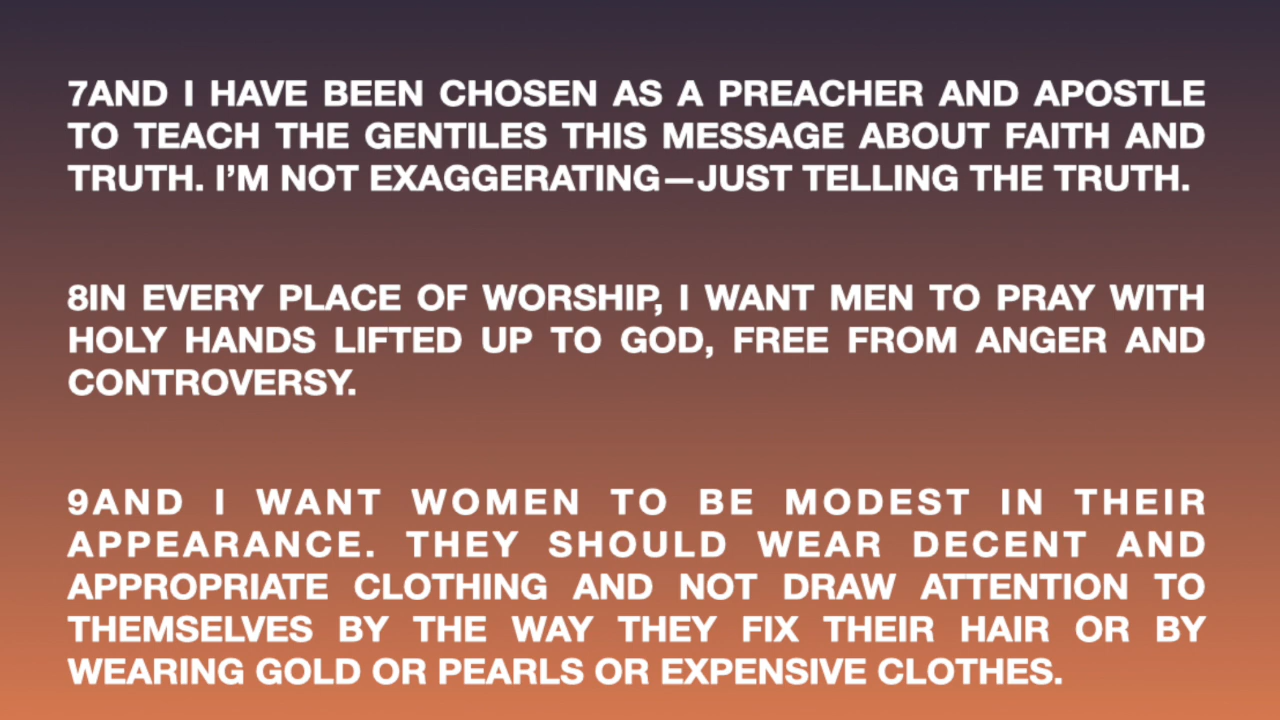 7AND I HAVE BEEN CHOSEN AS A PREACHER AND APOSTLE
TO TEACH THE GENTILES THIS MESSAGE ABOUT FAITH AND
TRUTH. I’M NOT EXAGGERATING—JUST TELLING THE TRUTH.
8IN EVERY PLACE OF WORSHIP, I WANT MEN TO PRAY WITH
HOLY HANDS LIFTED UP TO GOD, FREE FROM ANGER AND
CONTROVERSY.
9AND I WANT WOMEN TO BE MODEST IN THEIR
APPEARANCE. THEY SHOULD WEAR DECENT AND
APPROPRIATE CLOTHING AND NOT DRAW ATTENTION TO
THEMSELVES BY THE WAY THEY FIX THEIR HAIR OR BY
WEARING GOLD OR PEARLS OR EXPENSIVE CLOTHES.